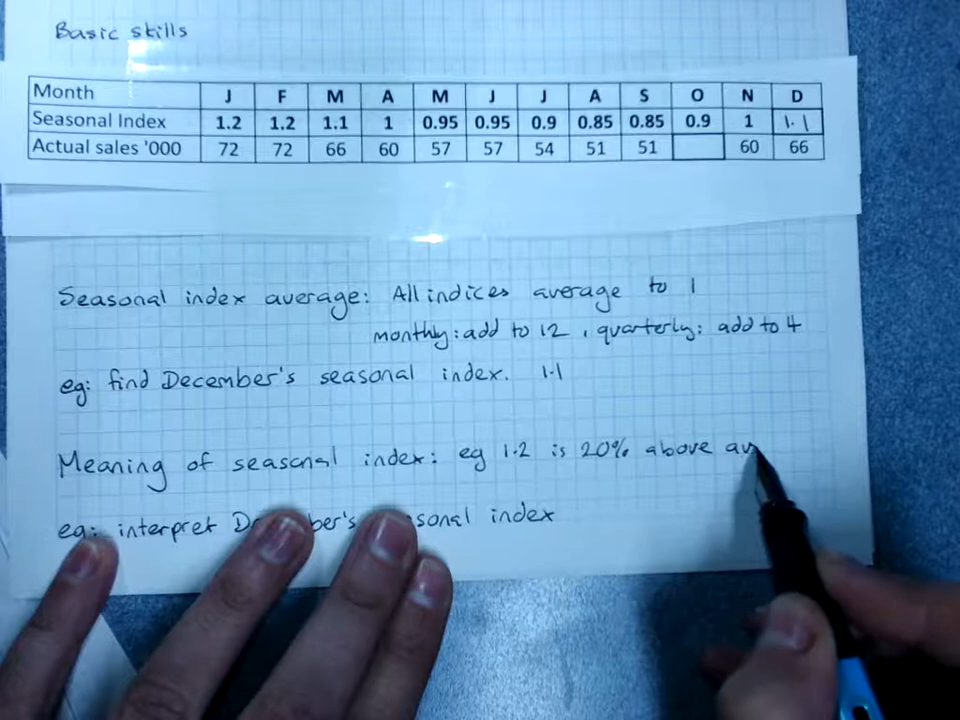 Basic skills
Month J F M A M J J A S O N D
Seasonal Index 1.2 1.2 1.1 1 0.95 0.95 0.9 0.85 0.85 0.9 1 1.1
Actual sales '000 72 72 66 60 57 57 54 51 51 60 66
Seasonal index average: All indices average to 1
monthly: add to 12, quarterly: add to 4
eg: find December's seasonal index. 1.1
Meaning of seasonal index: eg 1.2 is 20% above av
eg: interpret seasonal index